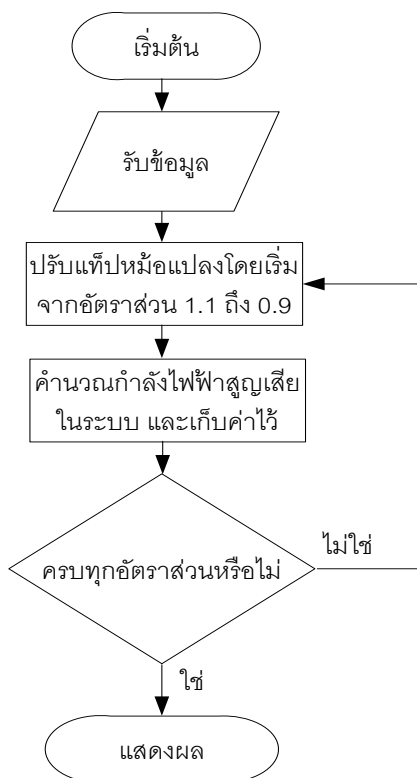 เริ่มต้น
รับข้อมูล
ปรับแท็ปหม้อแปลงโดยเริ่ม
จากอัตราส่วน 1.1 ถึง 0.9
คำนวณกำลังไฟฟ้าสูญเสีย
ในระบบ และเก็บค่าไว้
ครบทุกอัตราส่วนหรือไม่
ไม่ใช่
ใช่
แสดงผล